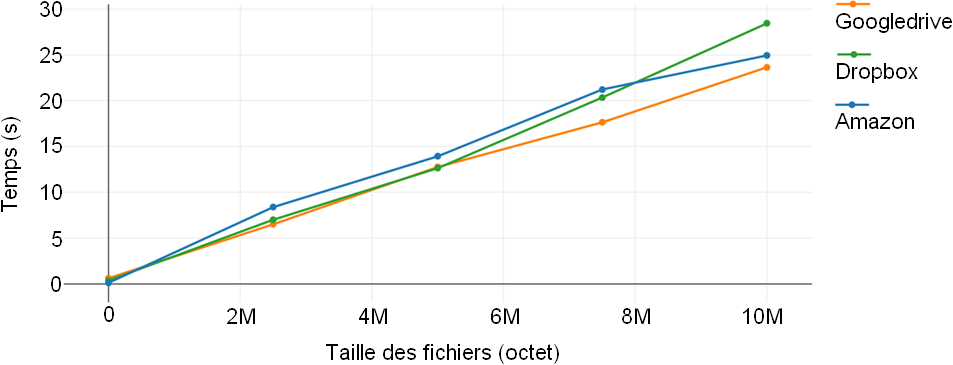 30
25
20
15
10
5
0
Temps (s)
0 2M 4M 6M 8M 10M
Taille des fichiers (octet)
Googledrive
Dropbox
Amazon